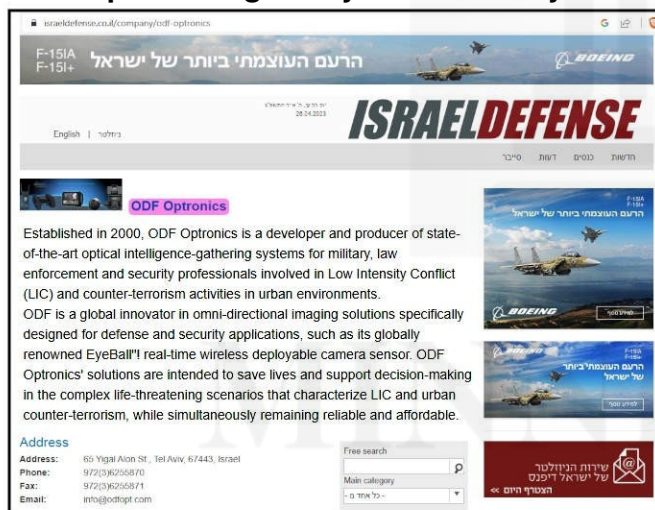 israeldefense.co.il/company/odf-optronics
F-15IA
F-15I+
הרעם העוצמתי ביותר של ישראל
BOEING
28.04.2023
ISRAELDEFENSE
English | ניוזלטר
חדשות כנסים דעות סייבר
ODF Optronics
Established in 2000, ODF Optronics is a developer and producer of state-
of-the-art optical intelligence-gathering systems for military, law
enforcement and security professionals involved in Low Intensity Conflict
(LIC) and counter-terrorism activities in urban environments.
ODF is a global innovator in omni-directional imaging solutions specifically
designed for defense and security applications, such as its globally
renowned EyeBall"I real-time wireless deployable camera sensor. ODF
Optronics' solutions are intended to save lives and support decision-making
in the complex life-threatening scenarios that characterize LIC and urban
counter-terrorism, while simultaneously remaining reliable and affordable.
F-15IA
F-15I+
הרעם העוצמתי ביותר של ישראל
BOEING
למידע נוסף
BOEING
F-15IA
F-15I+
הרעם העוצמתי ביותר
של ישראל
למידע נוסף
Address
Address: 65 Yigal Alon St., Tel Aviv, 67443, Israel
Phone: 972(3)6255870
Fax: 972(3)6255871
Email: info@odfopt.com
Free search
Main category
- כל אחד מ -
שירות הניוזלטר
של ישראל דיפנס
הצטרף היום >>